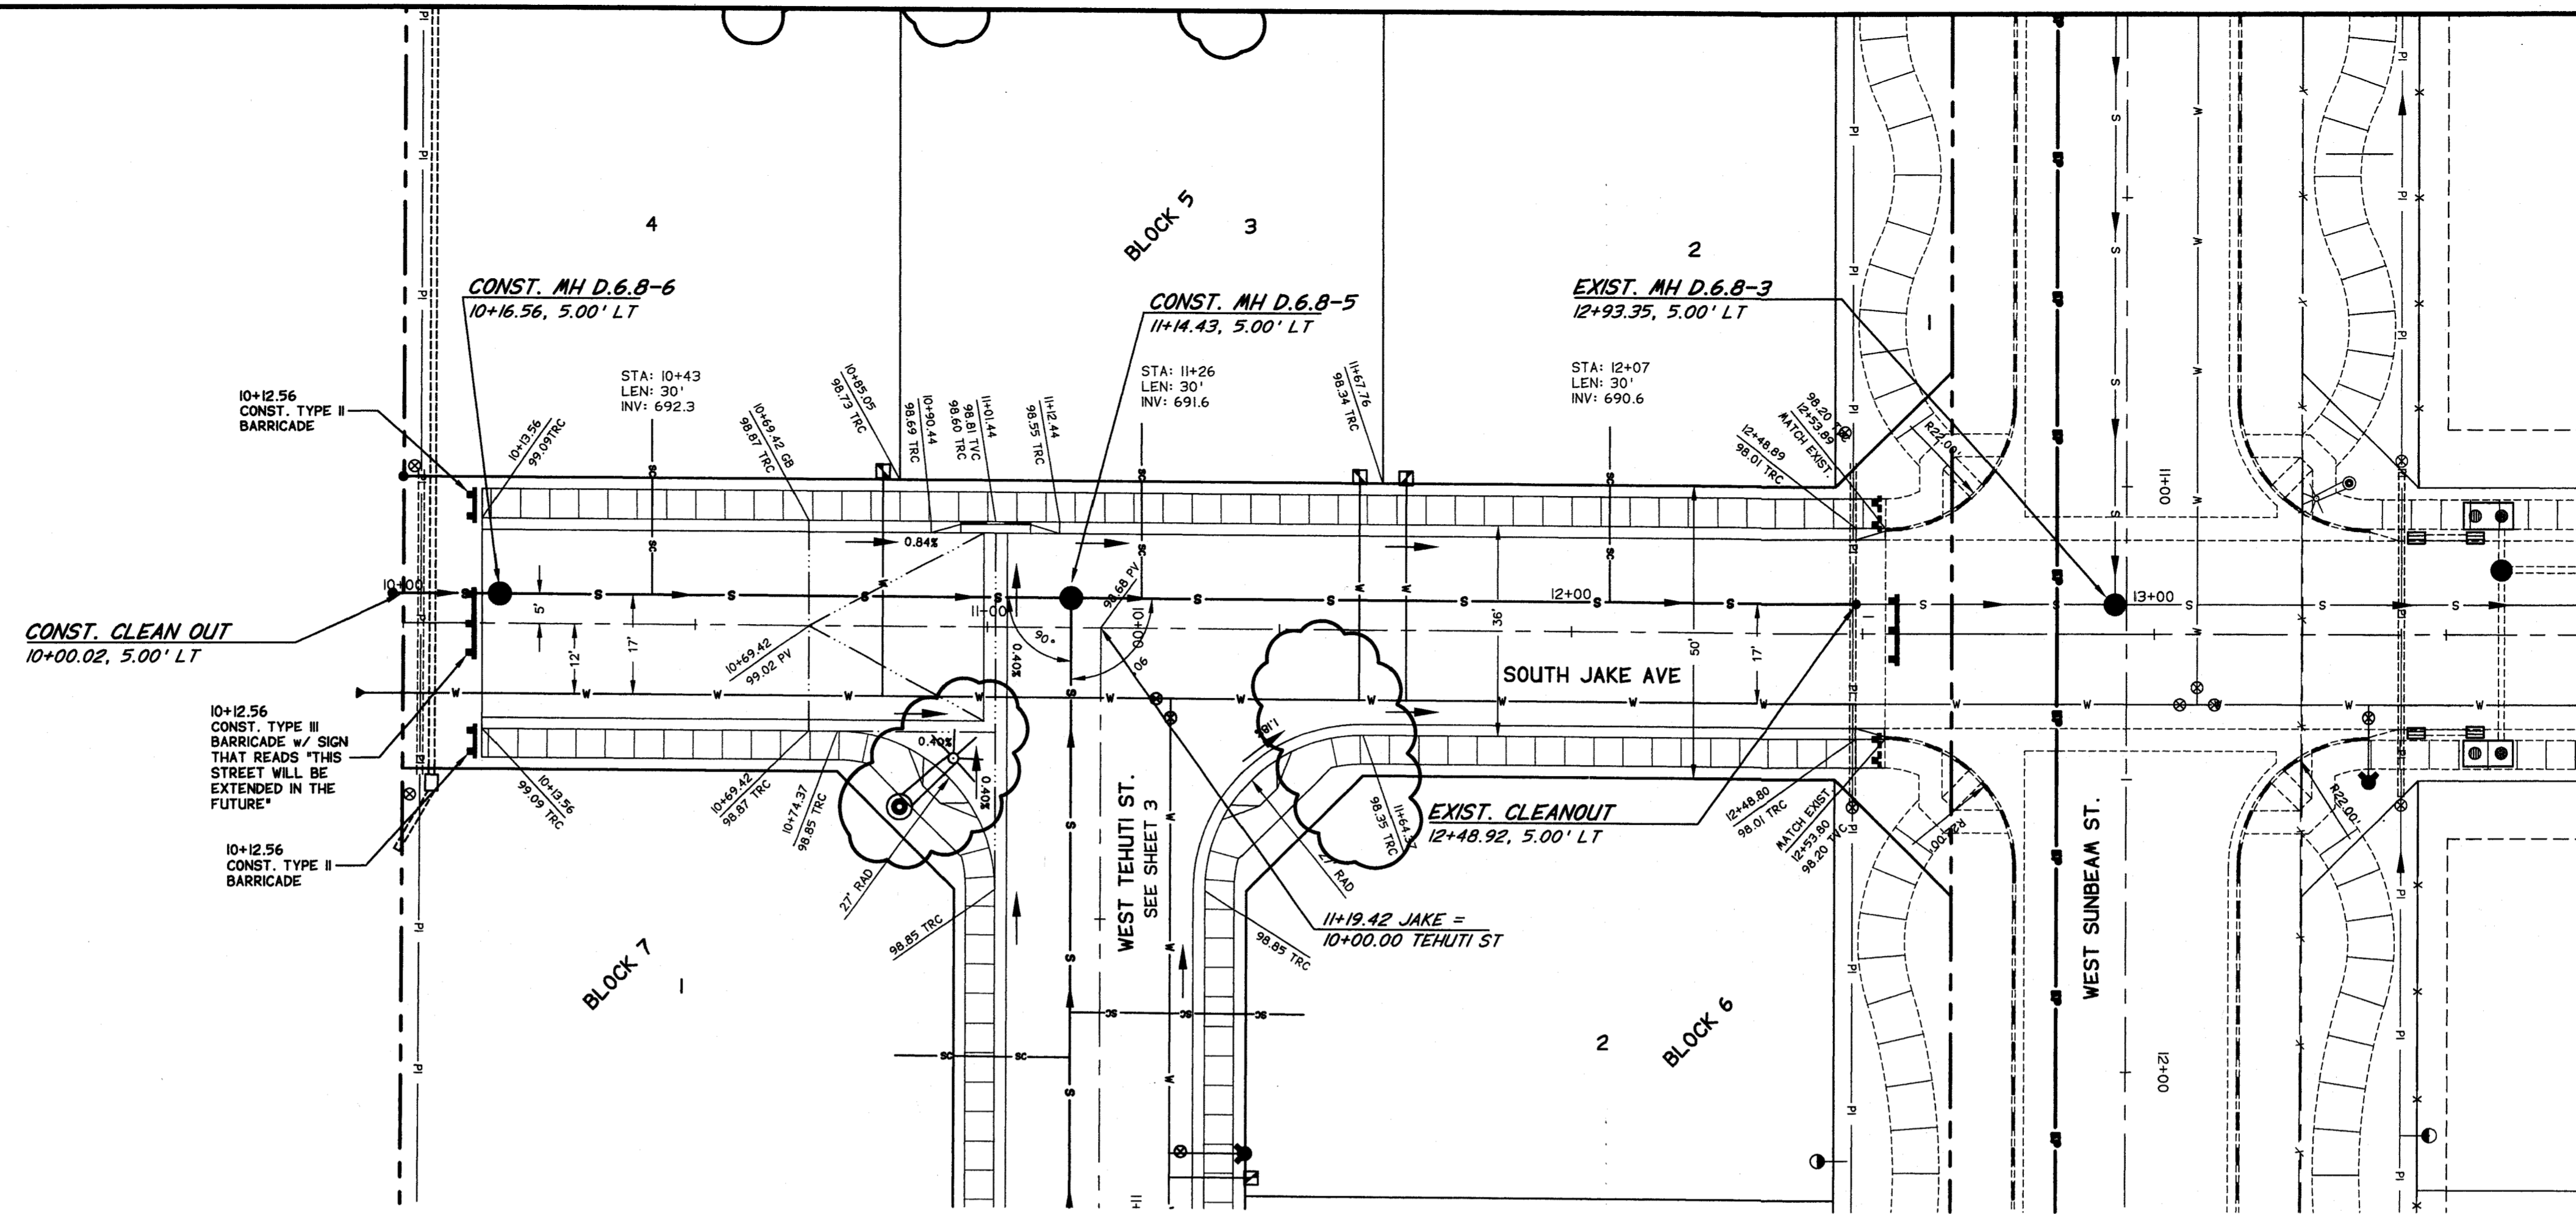 4
BLOCK 5
3
2
1
CONST. MH D.6.8-6
10+16.56, 5.00' LT
CONST. MH D.6.8-5
11+14.43, 5.00' LT
EXIST. MH D.6.8-3
12+93.35, 5.00' LT
STA: 10+43
LEN: 30'
INV: 692.3
STA: 11+26
LEN: 30'
INV: 691.6
STA: 12+07
LEN: 30'
INV: 690.6
10+12.56
CONST. TYPE II
BARRICADE
10+13.56
99.09TRC
10+69.42 GB
98.87 TRC
10+85.05
98.73 TRC
10+90.44
98.69 TRC
11+01.44
98.81 TVC
98.60 TRC
11+12.44
98.55 TRC
11+67.76
98.34 TRC
12+48.89
98.01 TRC
98.20
12+53.89
MATCH EXIST.
R22.00'
11+00
0.84%
10+00
5'
12'
17'
11+00
90°
10+00
90°
98.68 PV
0.40%
12+00
36'
50'
17'
13+00
CONST. CLEAN OUT
10+00.02, 5.00' LT
10+69.42
99.02 PV
SOUTH JAKE AVE
10+12.56
CONST. TYPE III
BARRICADE w/ SIGN
THAT READS "THIS
STREET WILL BE
EXTENDED IN THE
FUTURE"
10+12.56
CONST. TYPE II
BARRICADE
10+13.56
99.09 TRC
10+69.42
98.87 TRC
10+74.37
98.85 TRC
0.40%
0.40%
27' RAD
98.85 TRC
WEST TEHUTI ST.
SEE SHEET 3
1.18%
11+64.37
98.35 TRC
27' RAD
98.85 TRC
EXIST. CLEANOUT
12+48.92, 5.00' LT
12+48.80
98.01 TRC
MATCH EXIST.
12+53.80
98.20 TVC
R22.00'
11+19.42 JAKE =
10+00.00 TEHUTI ST
WEST SUNBEAM ST.
12+00
BLOCK 7
1
2
BLOCK 6